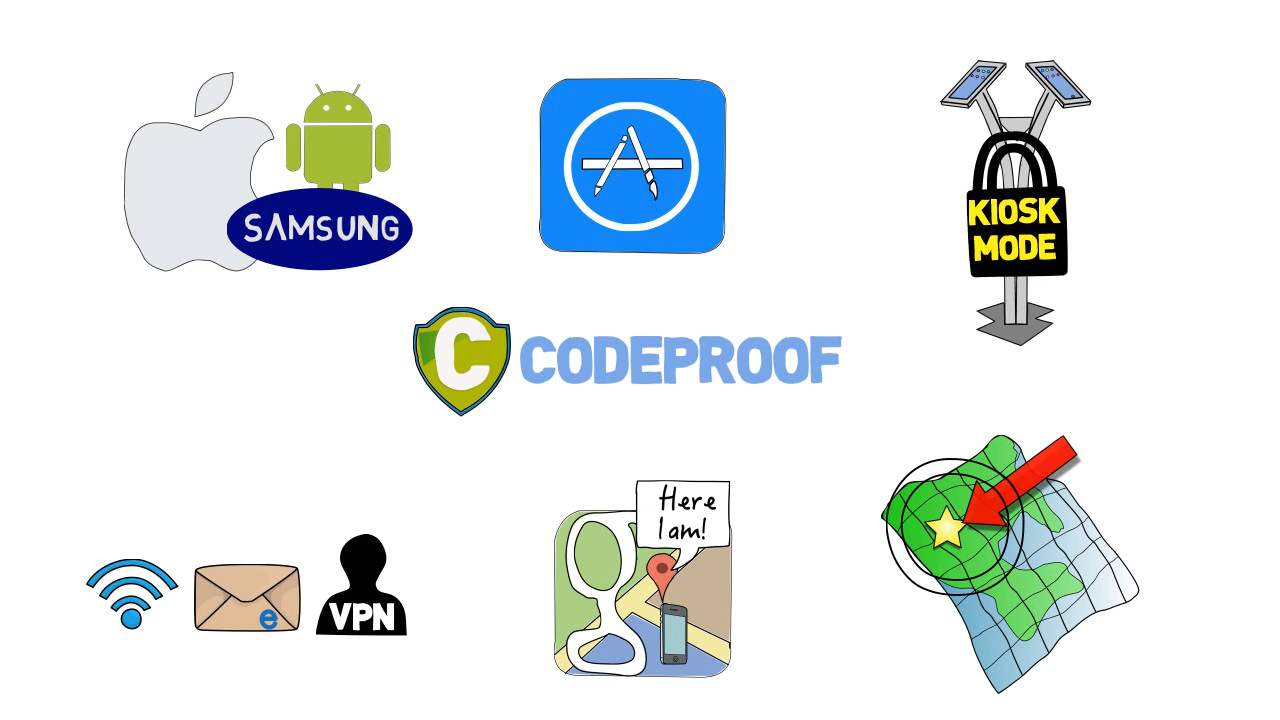 SAMSUNG
KIOSK
MODE
C CODEPROOF
Here
I am!
e
VPN